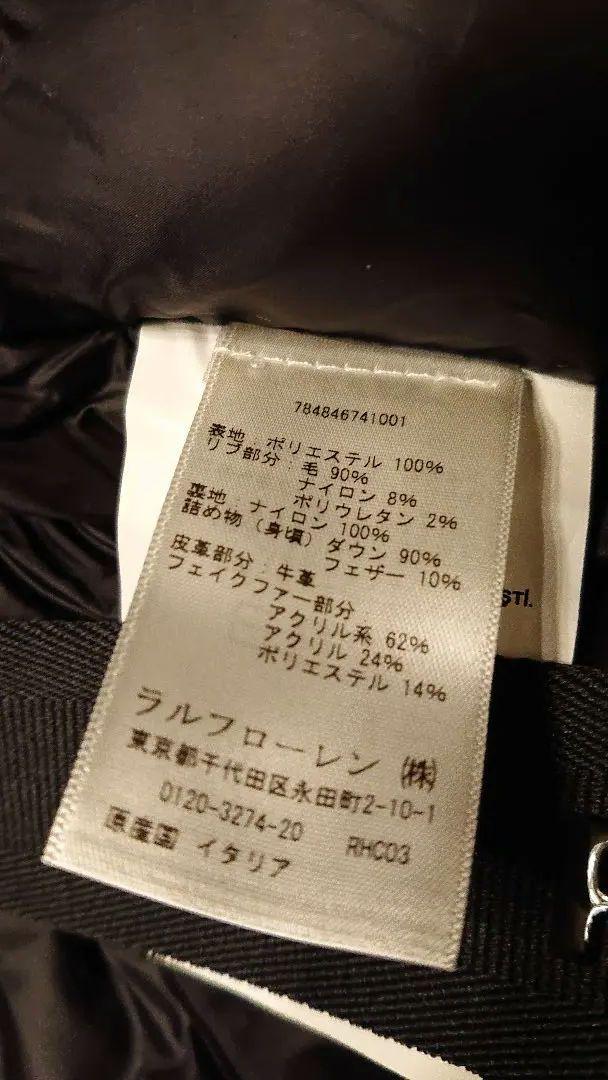 784846741001
表地：ポリエステル 100%
リブ部分：毛 90%
ナイロン 8%
ポリウレタン 2%
裏地：ナイロン 100%
詰め物（身頃）ダウン 90%
フェザー 10%
皮革部分：牛革
フェイクファー部分
アクリル系 62%
アクリル 24%
ポリエステル 14%
ラルフローレン ㈱
東京都千代田区永田町2-10-1
0120-3274-20 RHC03
原産国 イタリア